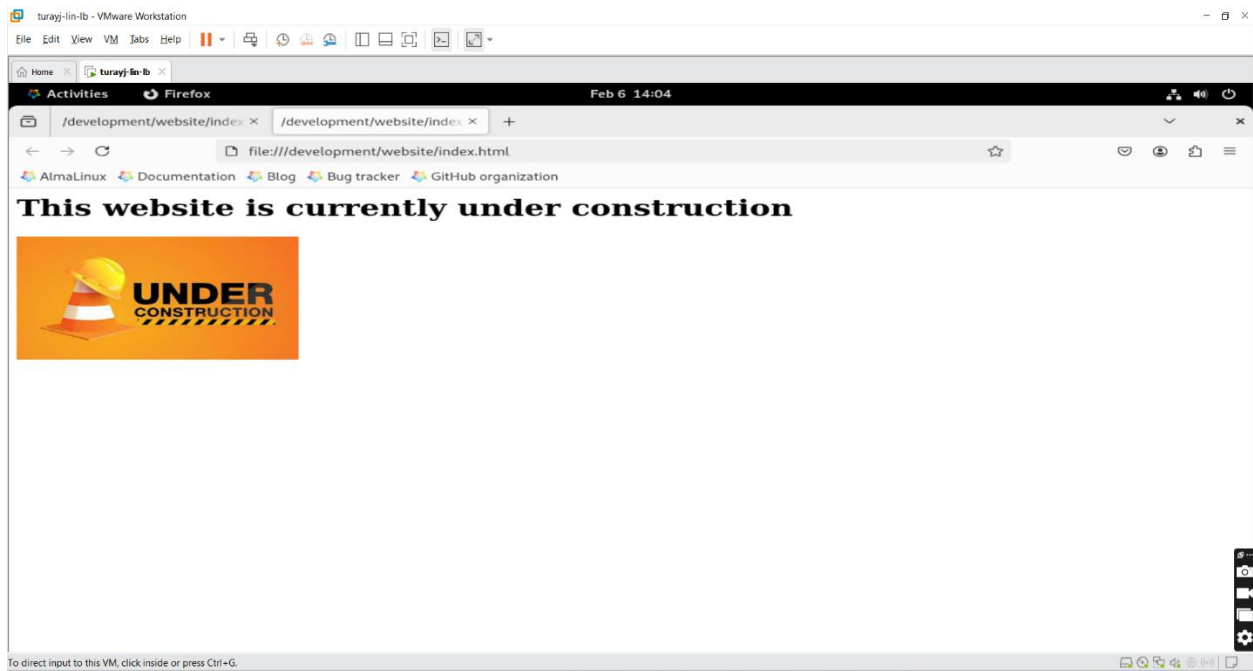 turayj-lin-lb - VMware Workstation
File Edit View VM Tabs Help
Home turayj-lin-lb
Activities Firefox Feb 6 14:04
/development/website/index /development/website/index
file:///development/website/index.html
AlmaLinux Documentation Blog Bug tracker GitHub organization
This website is currently under construction
UNDER
CONSTRUCTION
To direct input to this VM, click inside or press Ctrl+G.